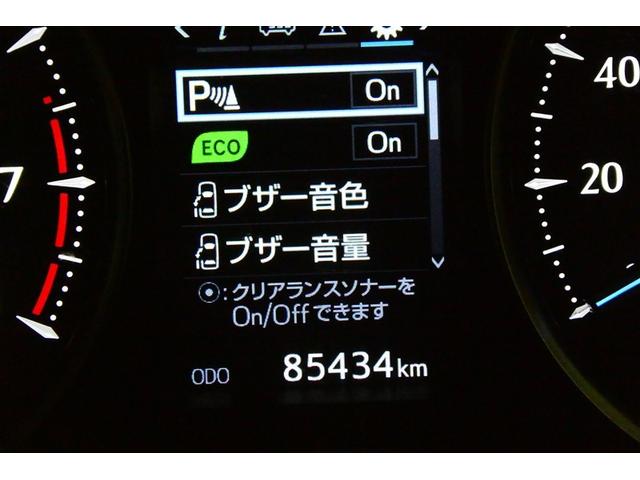 i
P On
ECO On
ブザー音色
ブザー音量
:クリアランスソナーを
On/Offできます
ODO 85434km
7
40
20